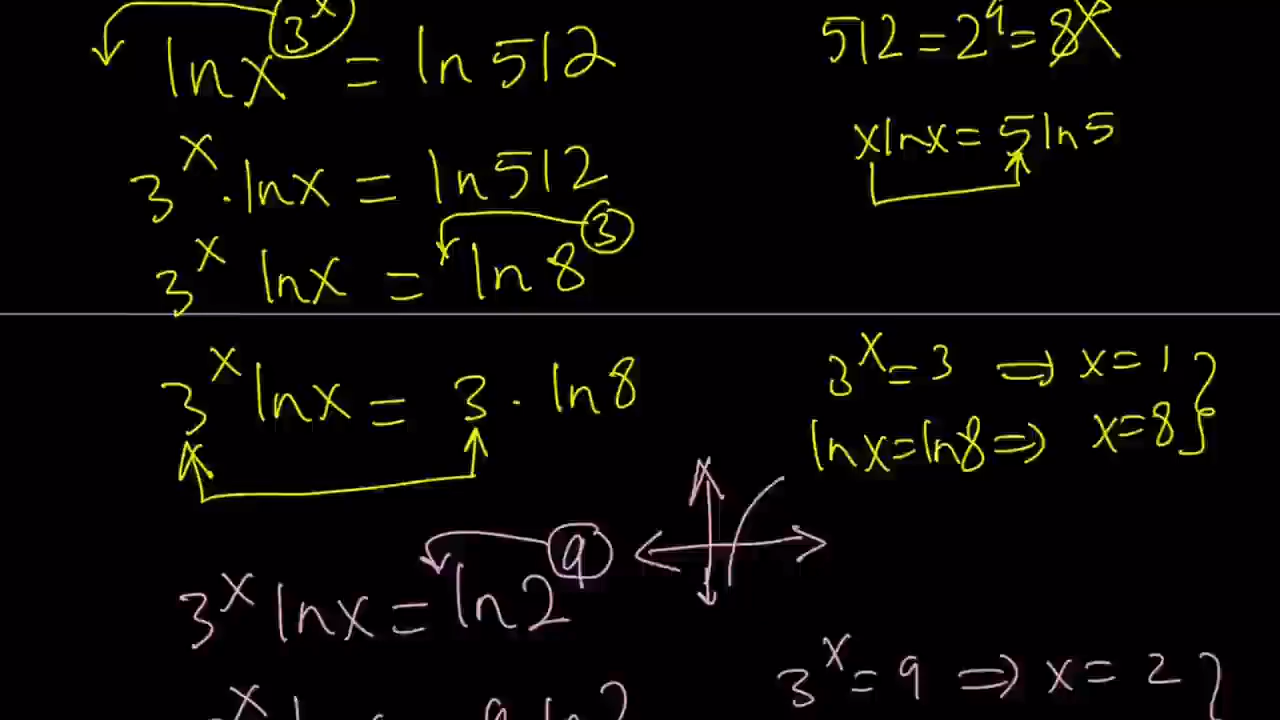 ln x^(3^x) = ln 512
512 = 2^9 = 8^x
3^x · ln x = ln 512
x ln x = 5 ln 5
3^x ln x = ln 8^3
3^x ln x = 3 · ln 8
3^x = 3 ⇒ x = 1 }
ln x = ln 8 ⇒ x = 8 }
3^x ln x = ln 2^9
3^x = 9 ⇒ x = 2 }